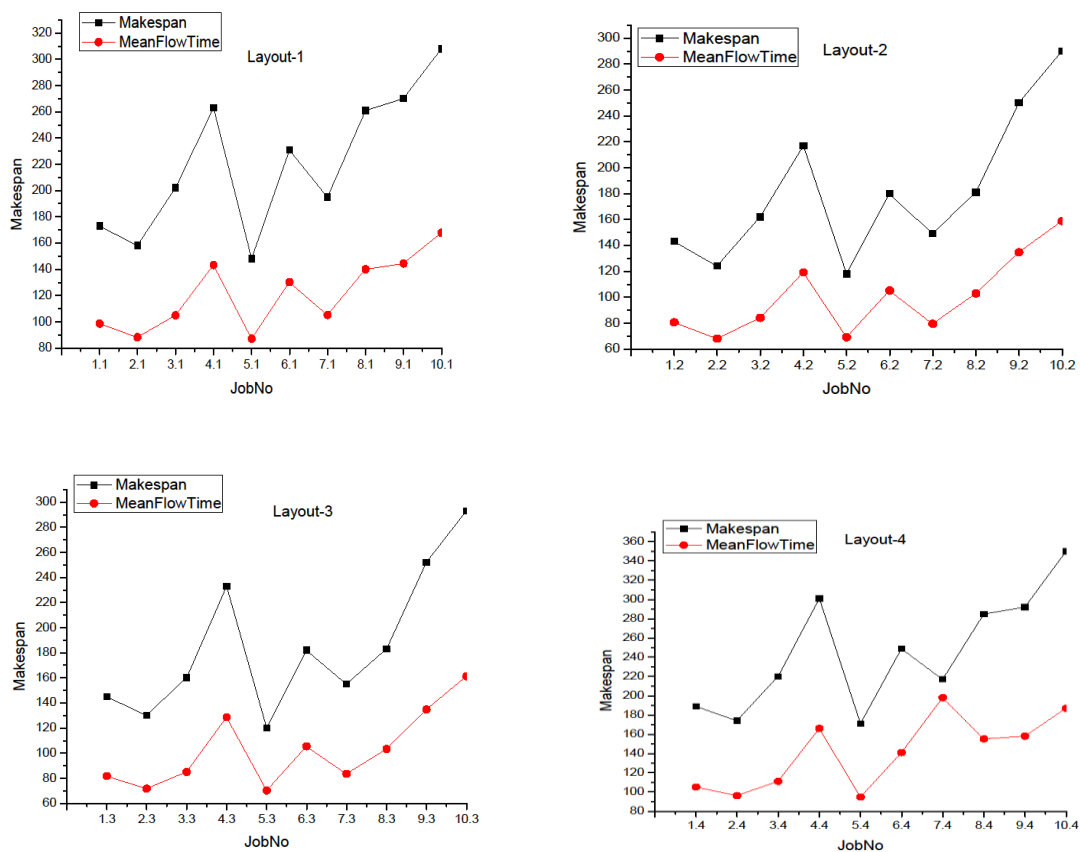 Makespan
MeanFlowTime
Layout-1
Makespan
320
300
280
260
240
220
200
180
160
140
120
100
80
1.1 2.1 3.1 4.1 5.1 6.1 7.1 8.1 9.1 10.1
JobNo
Makespan
MeanFlowTime
Layout-2
Makespan
300
280
260
240
220
200
180
160
140
120
100
80
60
1.2 2.2 3.2 4.2 5.2 6.2 7.2 8.2 9.2 10.2
JobNo
Makespan
MeanFlowTime
Layout-3
Makespan
300
280
260
240
220
200
180
160
140
120
100
80
60
1.3 2.3 3.3 4.3 5.3 6.3 7.3 8.3 9.3 10.3
JobNo
Makespan
MeanFlowTime
Layout-4
Makespan
360
340
320
300
280
260
240
220
200
180
160
140
120
100
80
1.4 2.4 3.4 4.4 5.4 6.4 7.4 8.4 9.4 10.4
JobNo